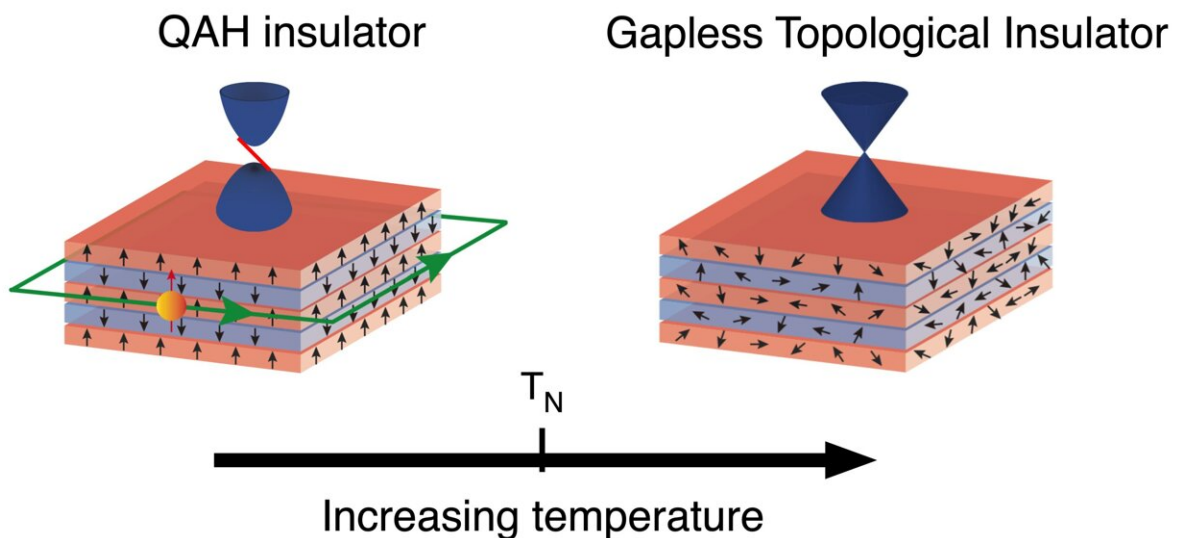 QAH insulator
Gapless Topological Insulator
T_N
Increasing temperature